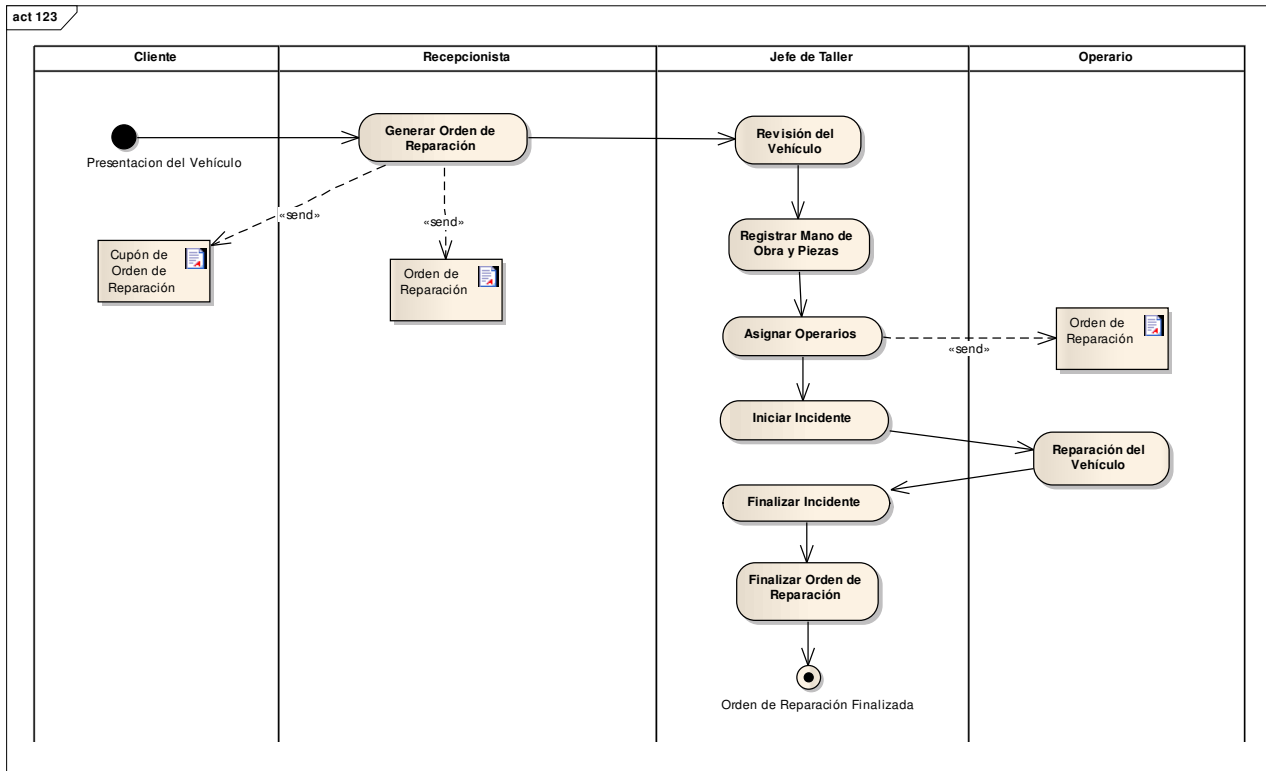 act 123
Cliente
Recepcionista
Jefe de Taller
Operario
Presentacion del Vehículo
Generar Orden de
Reparación
Revisión del
Vehículo
«send»
«send»
Cupón de
Orden de
Reparación
Orden de
Reparación
Registrar Mano de
Obra y Piezas
Asignar Operarios
«send»
Orden de
Reparación
Iniciar Incidente
Reparación del
Vehículo
Finalizar Incidente
Finalizar Orden de
Reparación
Orden de Reparación Finalizada